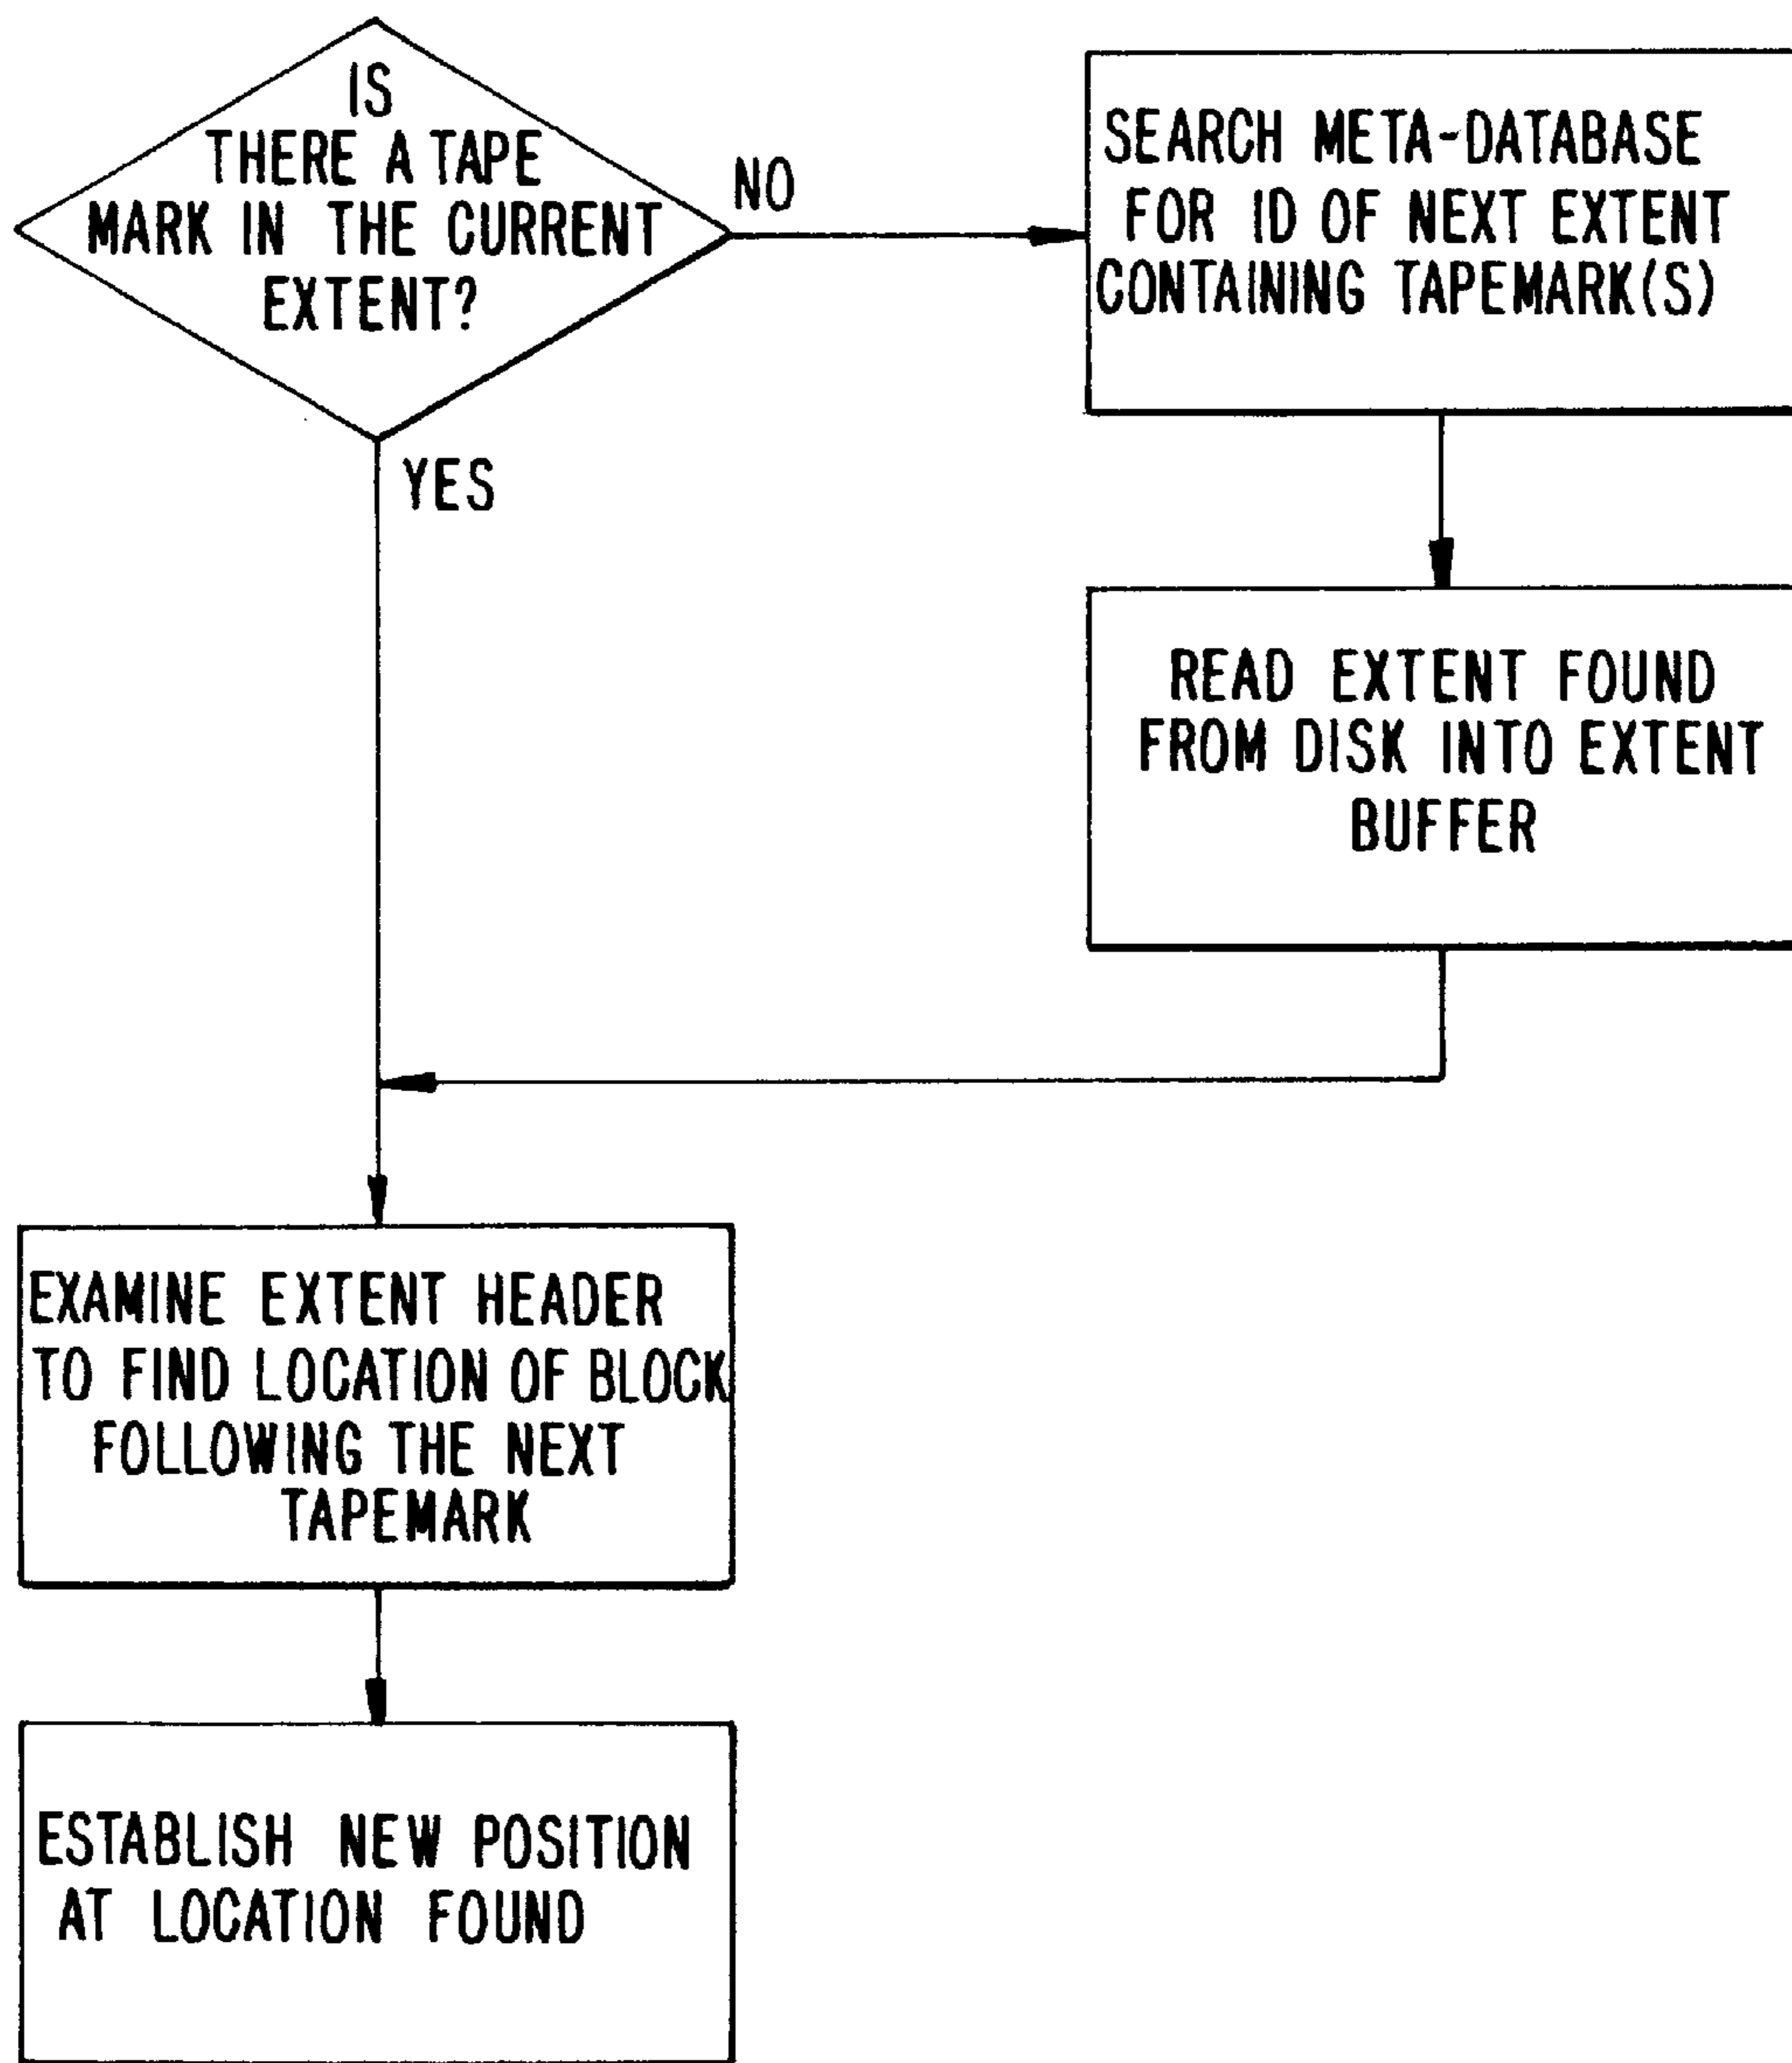 IS
THERE A TAPE
MARK IN THE CURRENT
EXTENT?
NO
YES
SEARCH META-DATABASE
FOR ID OF NEXT EXTENT
CONTAINING TAPEMARK(S)
READ EXTENT FOUND
FROM DISK INTO EXTENT
BUFFER
EXAMINE EXTENT HEADER
TO FIND LOCATION OF BLOCK
FOLLOWING THE NEXT
TAPEMARK
ESTABLISH NEW POSITION
AT LOCATION FOUND